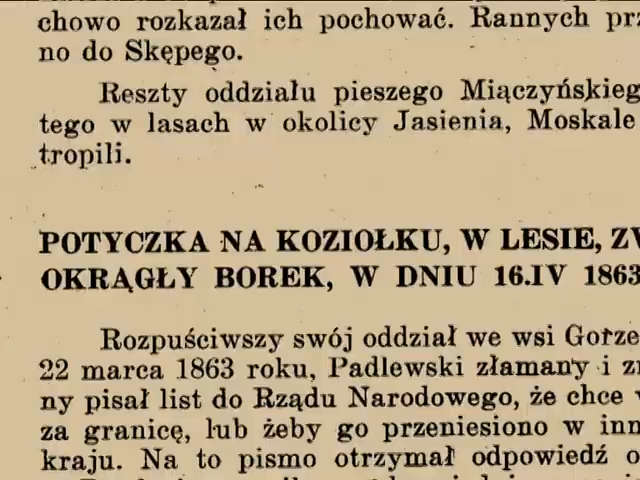 chowo rozkazał ich pochować. Rannych prz
no do Skępego.
Reszty oddziału pieszego Miączyńskieg
tego w lasach w okolicy Jasienia, Moskale
tropili.
POTYCZKA NA KOZIOŁKU, W LESIE, ZW
OKRĄGŁY BOREK, W DNIU 16.IV 1863
Rozpuściwszy swój oddział we wsi Gorze
22 marca 1863 roku, Padlewski złamany i zn
ny pisał list do Rządu Narodowego, że chce
za granicę, lub żeby go przeniesiono w inn
kraju. Na to pismo otrzymał odpowiedź o